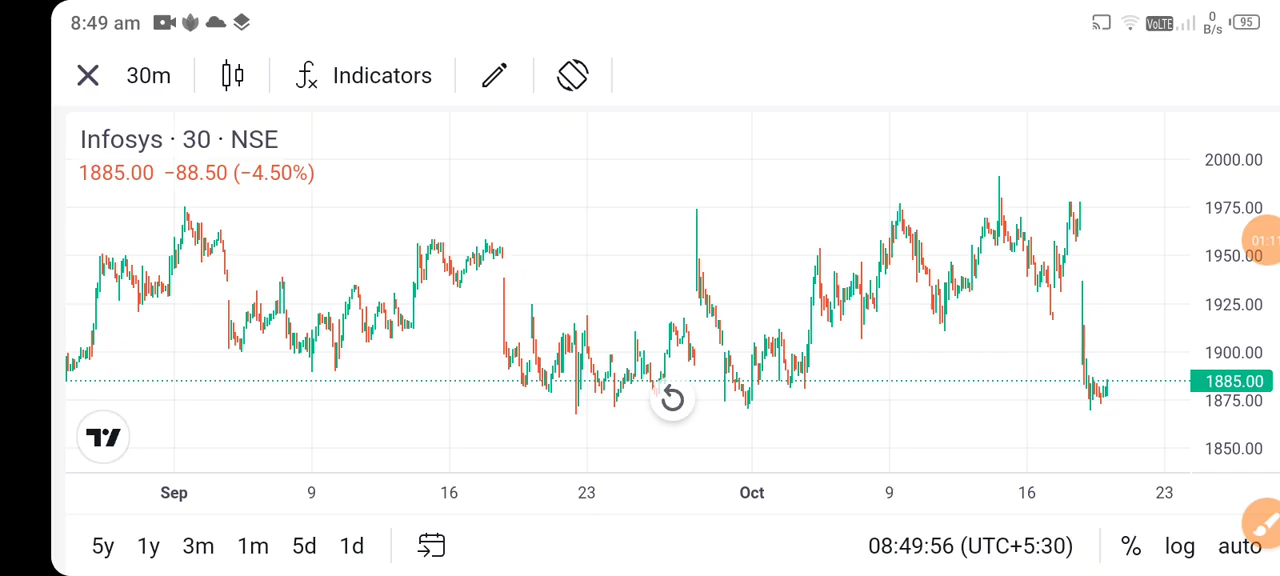 8:49 am VoLTE 0 B/s 95
30m Indicators
Infosys · 30 · NSE
1885.00 −88.50 (−4.50%)
2000.00
1975.00
1950.00
1925.00
1900.00
1885.00
1875.00
1850.00
Sep 9 16 23 Oct 9 16 23
5y 1y 3m 1m 5d 1d 08:49:56 (UTC+5:30) % log auto